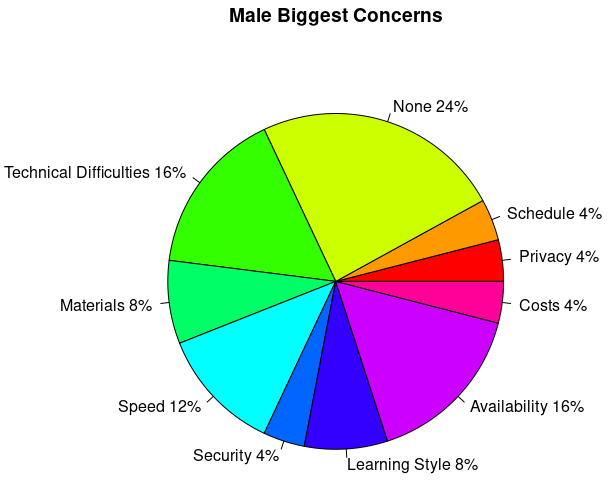 Male Biggest Concerns
None 24%
Technical Difficulties 16%
Schedule 4%
Privacy 4%
Materials 8%
Costs 4%
Speed 12%
Availability 16%
Security 4%
Learning Style 8%